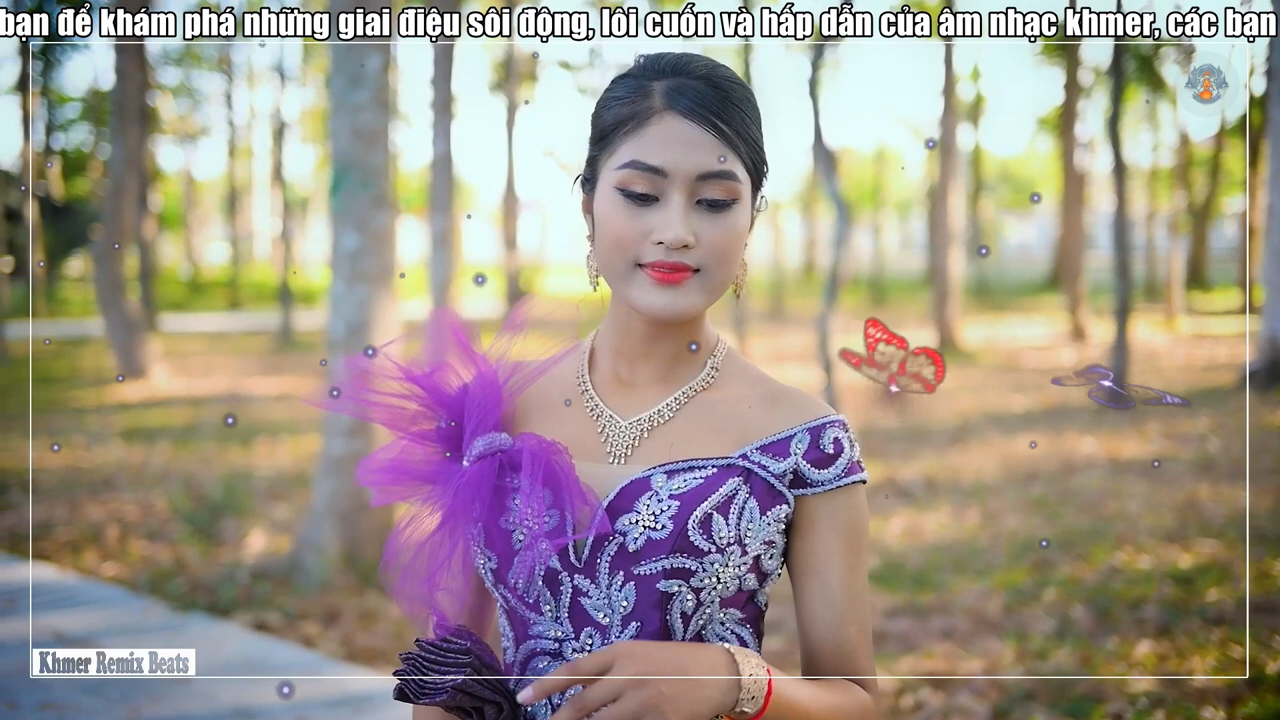 bạn để khám phá những giai điệu sôi động, lôi cuốn và hấp dẫn của âm nhạc khmer, các bạn
Khmer Remix Beats